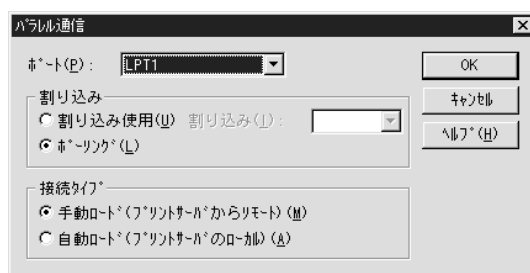 ﾊﾟﾗﾚﾙ通信
ﾎﾟｰﾄ(P): LPT1
OK
割り込み
ｷｬﾝｾﾙ
割り込み使用(U) 割り込み(I):
ﾍﾙﾌﾟ(H)
ﾎﾟｰﾘﾝｸﾞ(L)
接続ﾀｲﾌﾟ
手動ﾛｰﾄﾞ(ﾌﾟﾘﾝﾄｻｰﾊﾞからﾘﾓｰﾄ)(M)
自動ﾛｰﾄﾞ(ﾌﾟﾘﾝﾄｻｰﾊﾞのﾛｰｶﾙ)(A)